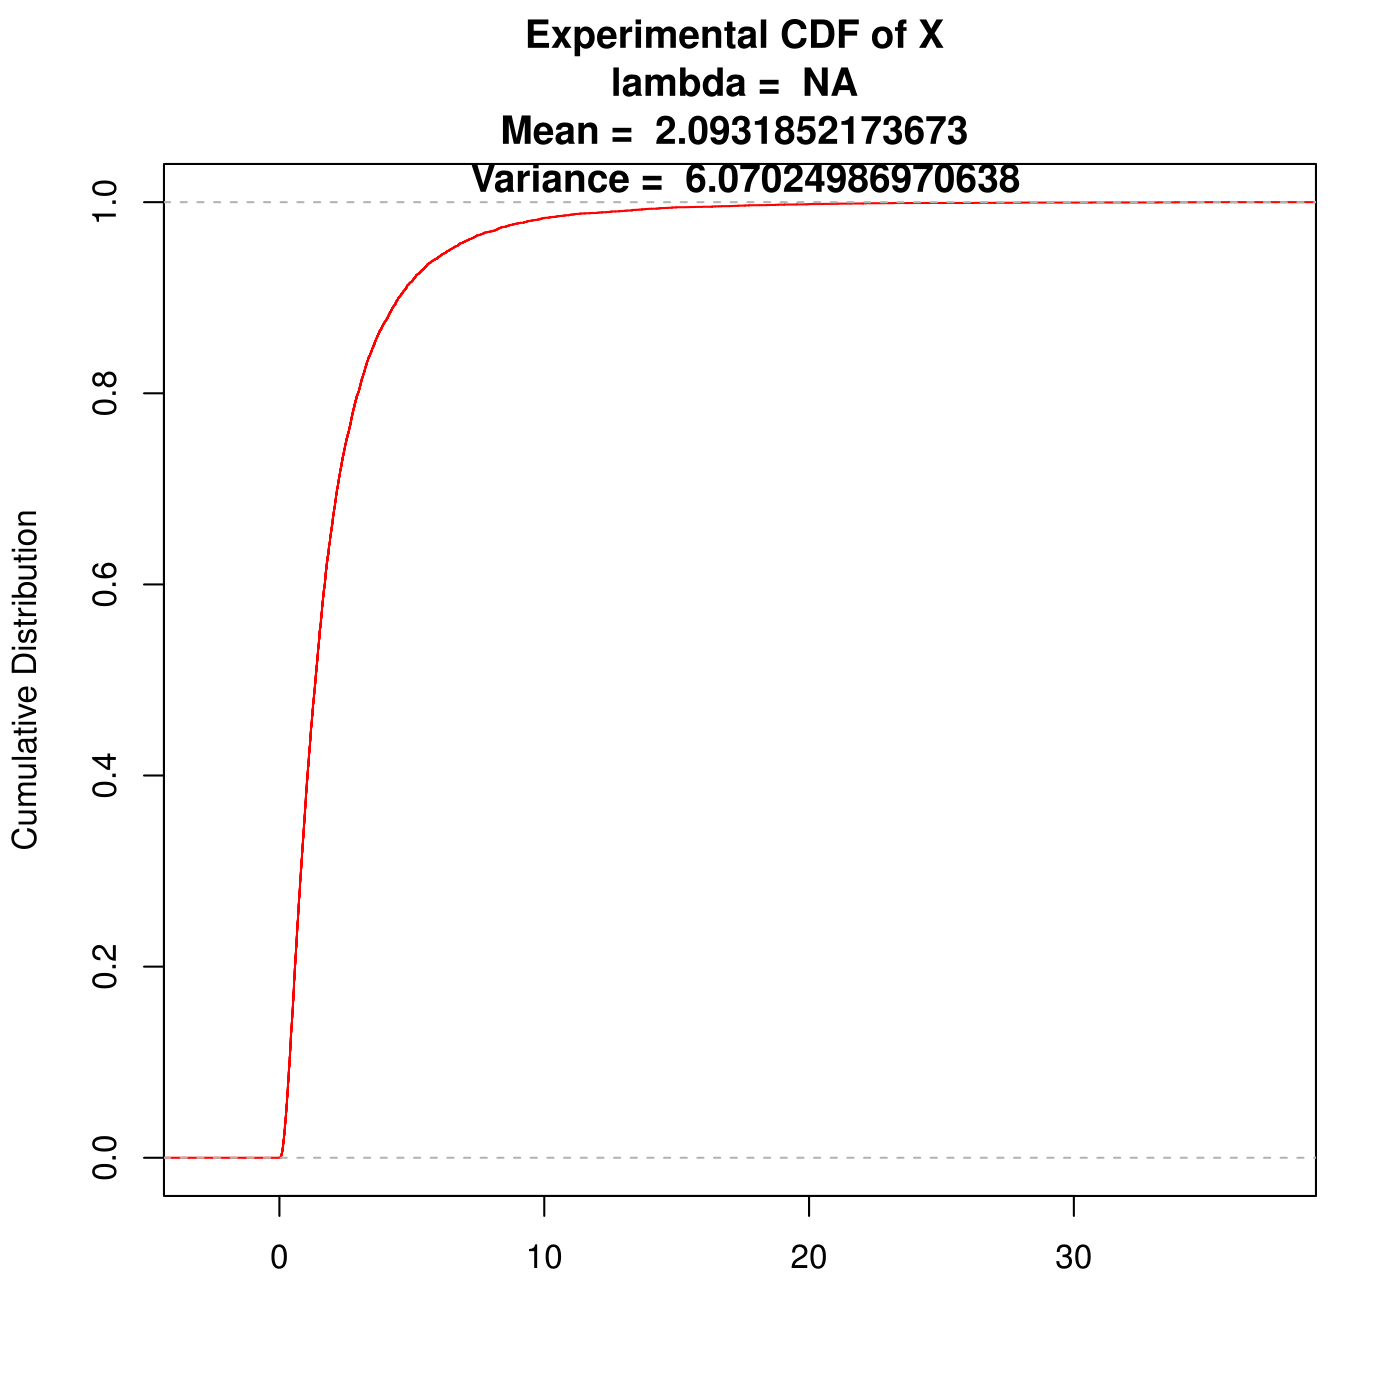 Experimental CDF of X
lambda =  NA
Mean =  2.0931852173673
Variance =  6.07024986970638
1.0
0.8
0.6
0.4
0.2
0.0
Cumulative Distribution
0 10 20 30